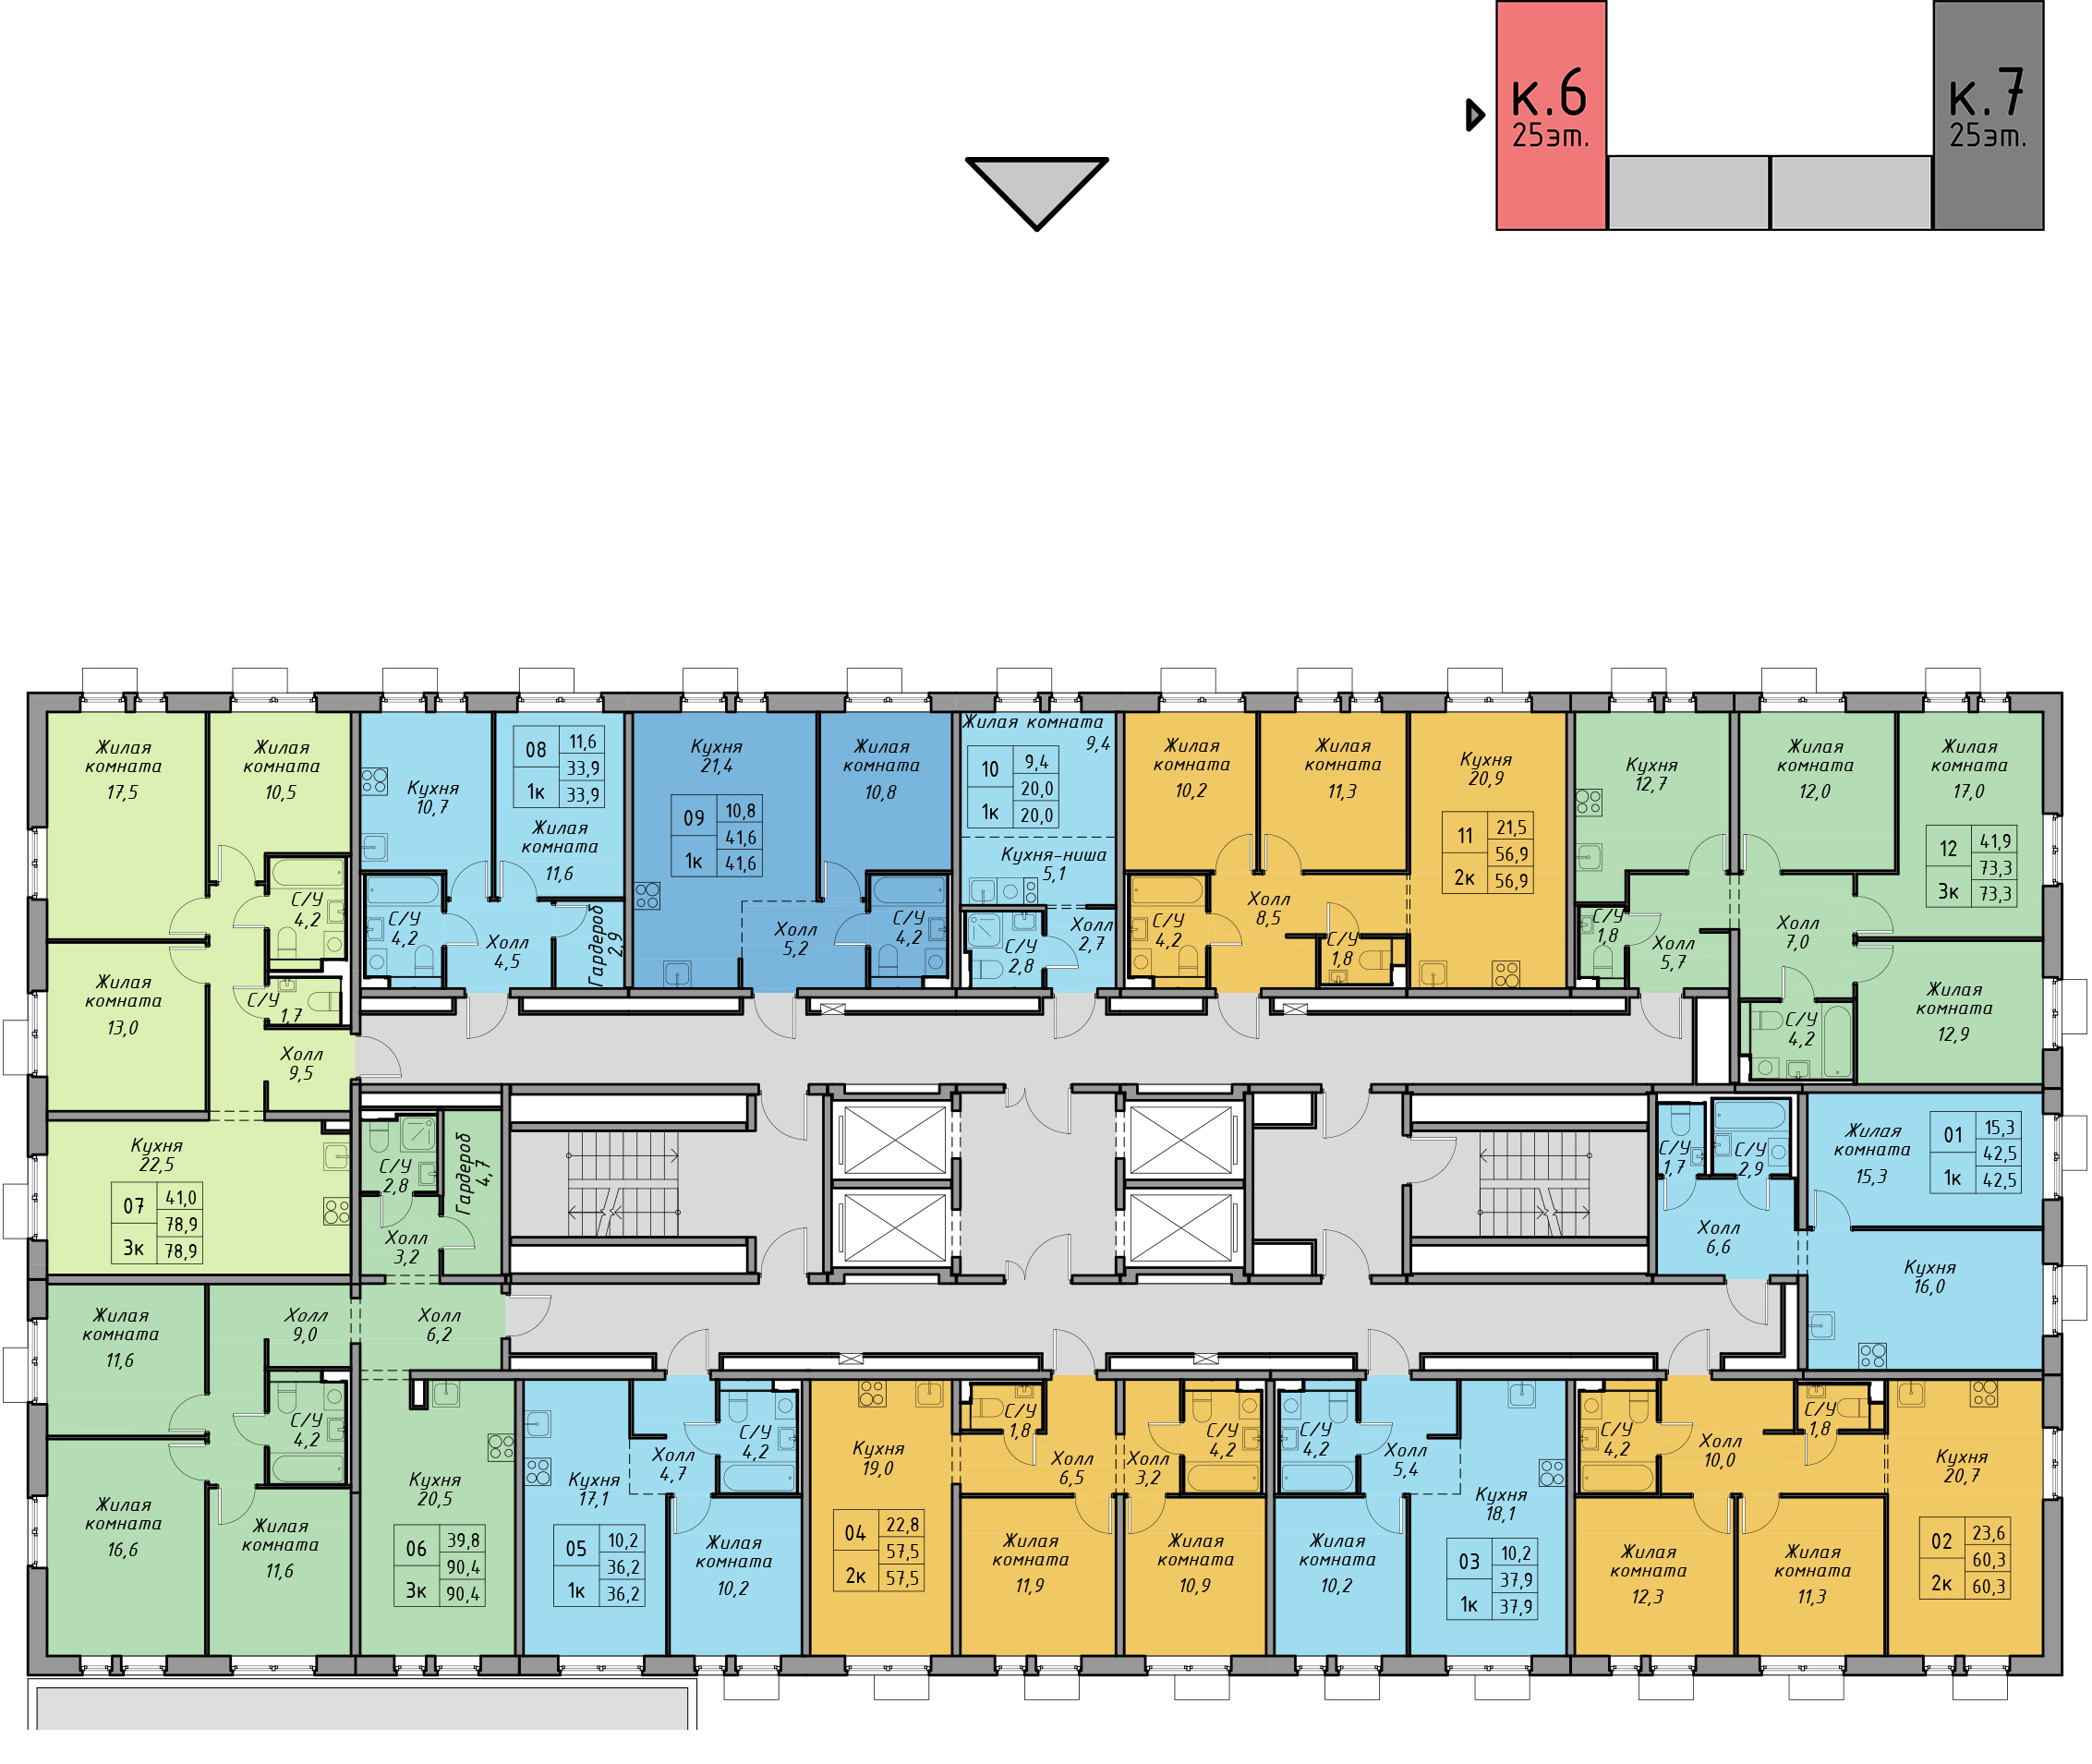 к.6
25эт.
к.7
25эт.
Жилая
комната
17,5
Жилая
комната
10,5
С/У
4,2
Жилая
комната
13,0
С/У
1,7
Холл
9,5
Кухня
22,5
07
3к
41,0
78,9
78,9
Кухня
10,7
08
1к
11,6
33,9
33,9
Жилая
комната
11,6
С/У
4,2
Холл
4,5
Гардероб
2,9
Кухня
21,4
09
1к
10,8
41,6
41,6
Жилая
комната
10,8
Холл
5,2
С/У
4,2
Жилая комната
9,4
10
1к
9,4
20,0
20,0
Кухня-ниша
5,1
С/У
2,8
Холл
2,7
Жилая
комната
10,2
Жилая
комната
11,3
Кухня
20,9
11
2к
21,5
56,9
56,9
Холл
8,5
С/У
4,2
С/У
1,8
Кухня
12,7
Жилая
комната
12,0
Жилая
комната
17,0
12
3к
41,9
73,3
73,3
С/У
1,8
Холл
5,7
Холл
7,0
С/У
4,2
Жилая
комната
12,9
С/У
2,8
Гардероб
4,7
Холл
3,2
С/У
1,7
С/У
2,9
Жилая
комната
15,3
01
1к
15,3
42,5
42,5
Холл
6,6
Кухня
16,0
Жилая
комната
11,6
Холл
9,0
Холл
6,2
С/У
4,2
Жилая
комната
16,6
Жилая
комната
11,6
Кухня
20,5
06
3к
39,8
90,4
90,4
Кухня
17,1
Холл
4,7
С/У
4,2
05
1к
10,2
36,2
36,2
Жилая
комната
10,2
Кухня
19,0
04
2к
22,8
57,5
57,5
С/У
1,8
Холл
6,5
Холл
3,2
С/У
4,2
Жилая
комната
11,9
Жилая
комната
10,9
С/У
4,2
Холл
5,4
Кухня
18,1
Жилая
комната
10,2
03
1к
10,2
37,9
37,9
С/У
4,2
Холл
10,0
С/У
1,8
Кухня
20,7
Жилая
комната
12,3
Жилая
комната
11,3
02
2к
23,6
60,3
60,3